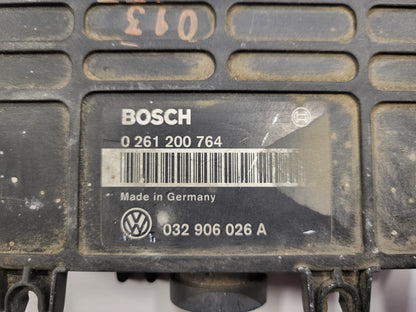 013
BOSCH
0 261 200 764
Made in Germany
032 906 026 A